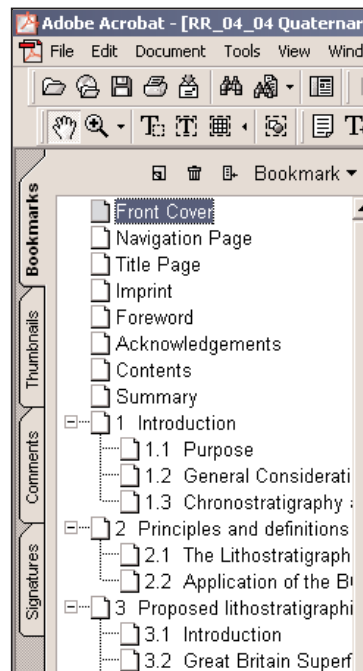 Adobe Acrobat - [RR_04_04 Quaternar
File Edit Document Tools View Wind
Bookmark
Bookmarks
Thumbnails
Comments
Signatures
Front Cover
Navigation Page
Title Page
Imprint
Foreword
Acknowledgements
Contents
Summary
1 Introduction
1.1 Purpose
1.2 General Considerati
1.3 Chronostratigraphy
2 Principles and definitions
2.1 The Lithostratigraph
2.2 Application of the
3 Proposed lithostratigraphi
3.1 Introduction
3.2 Great Britain Superf